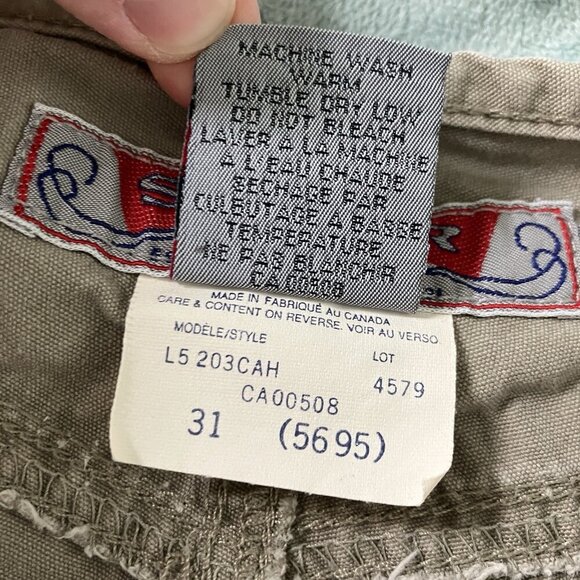 MACHINE WASH
WARM
TUMBLE DRY LOW
DO NOT BLEACH
LAVER A LA MACHINE
A L'EAU CHAUDE
SECHAGE PAR
CULBUTAGE A BASSE
TEMPERATURE
NE PAS BLANCHIR
CA 00508
MADE IN FABRIQUÉ AU CANADA
CARE & CONTENT ON REVERSE. VOIR AU VERSO
MODÈLE/STYLE LOT
L5 203CAH 4579
CA00508
31 (5695)